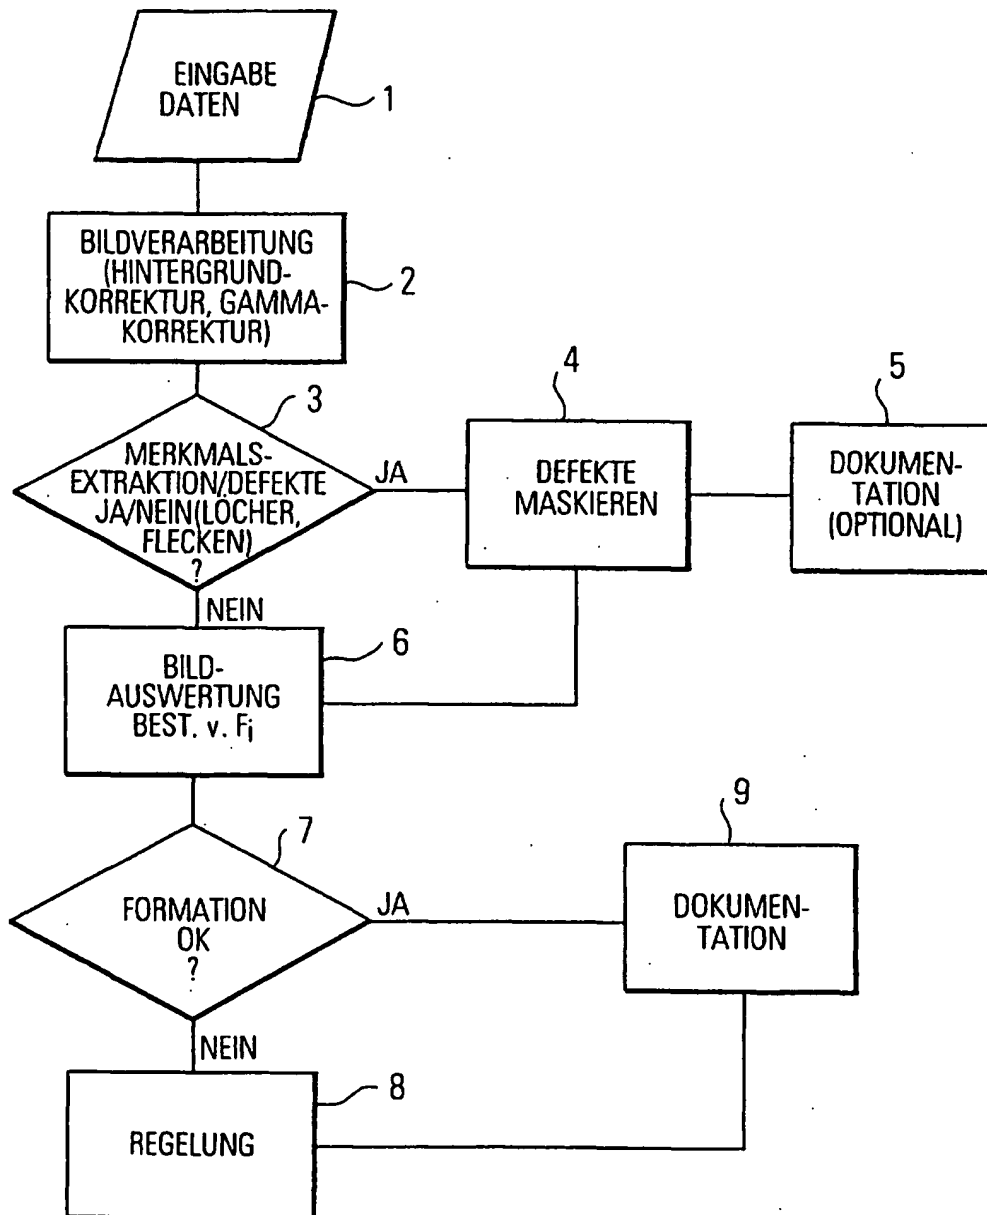 EINGABE
DATEN
1
BILDVERARBEITUNG
(HINTERGRUND-
KORREKTUR, GAMMA-
KORREKTUR)
2
3
MERKMALS-
EXTRAKTION/DEFEKTE
JA/NEIN(LÖCHER,
FLECKEN)
?
JA
4
DEFEKTE
MASKIEREN
5
DOKUMEN-
TATION
(OPTIONAL)
NEIN
6
BILD-
AUSWERTUNG
BEST. v. Fi
7
FORMATION
OK
?
JA
9
DOKUMEN-
TATION
NEIN
8
REGELUNG